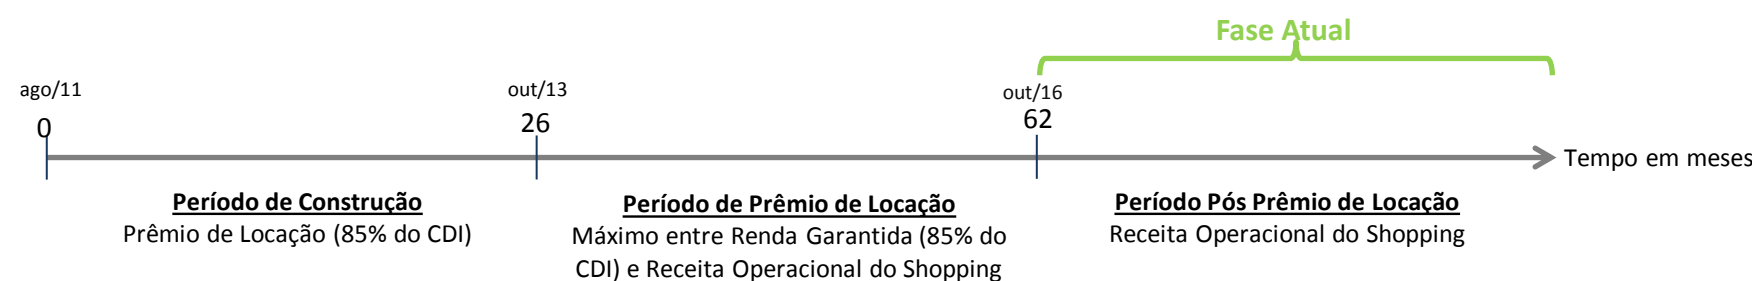 Fase Atual
ago/11
out/13
out/16
0
26
62
Tempo em meses
Período de Construção
Prêmio de Locação (85% do CDI)
Período de Prêmio de Locação
Máximo entre Renda Garantida (85% do
CDI) e Receita Operacional do Shopping
Período Pós Prêmio de Locação
Receita Operacional do Shopping